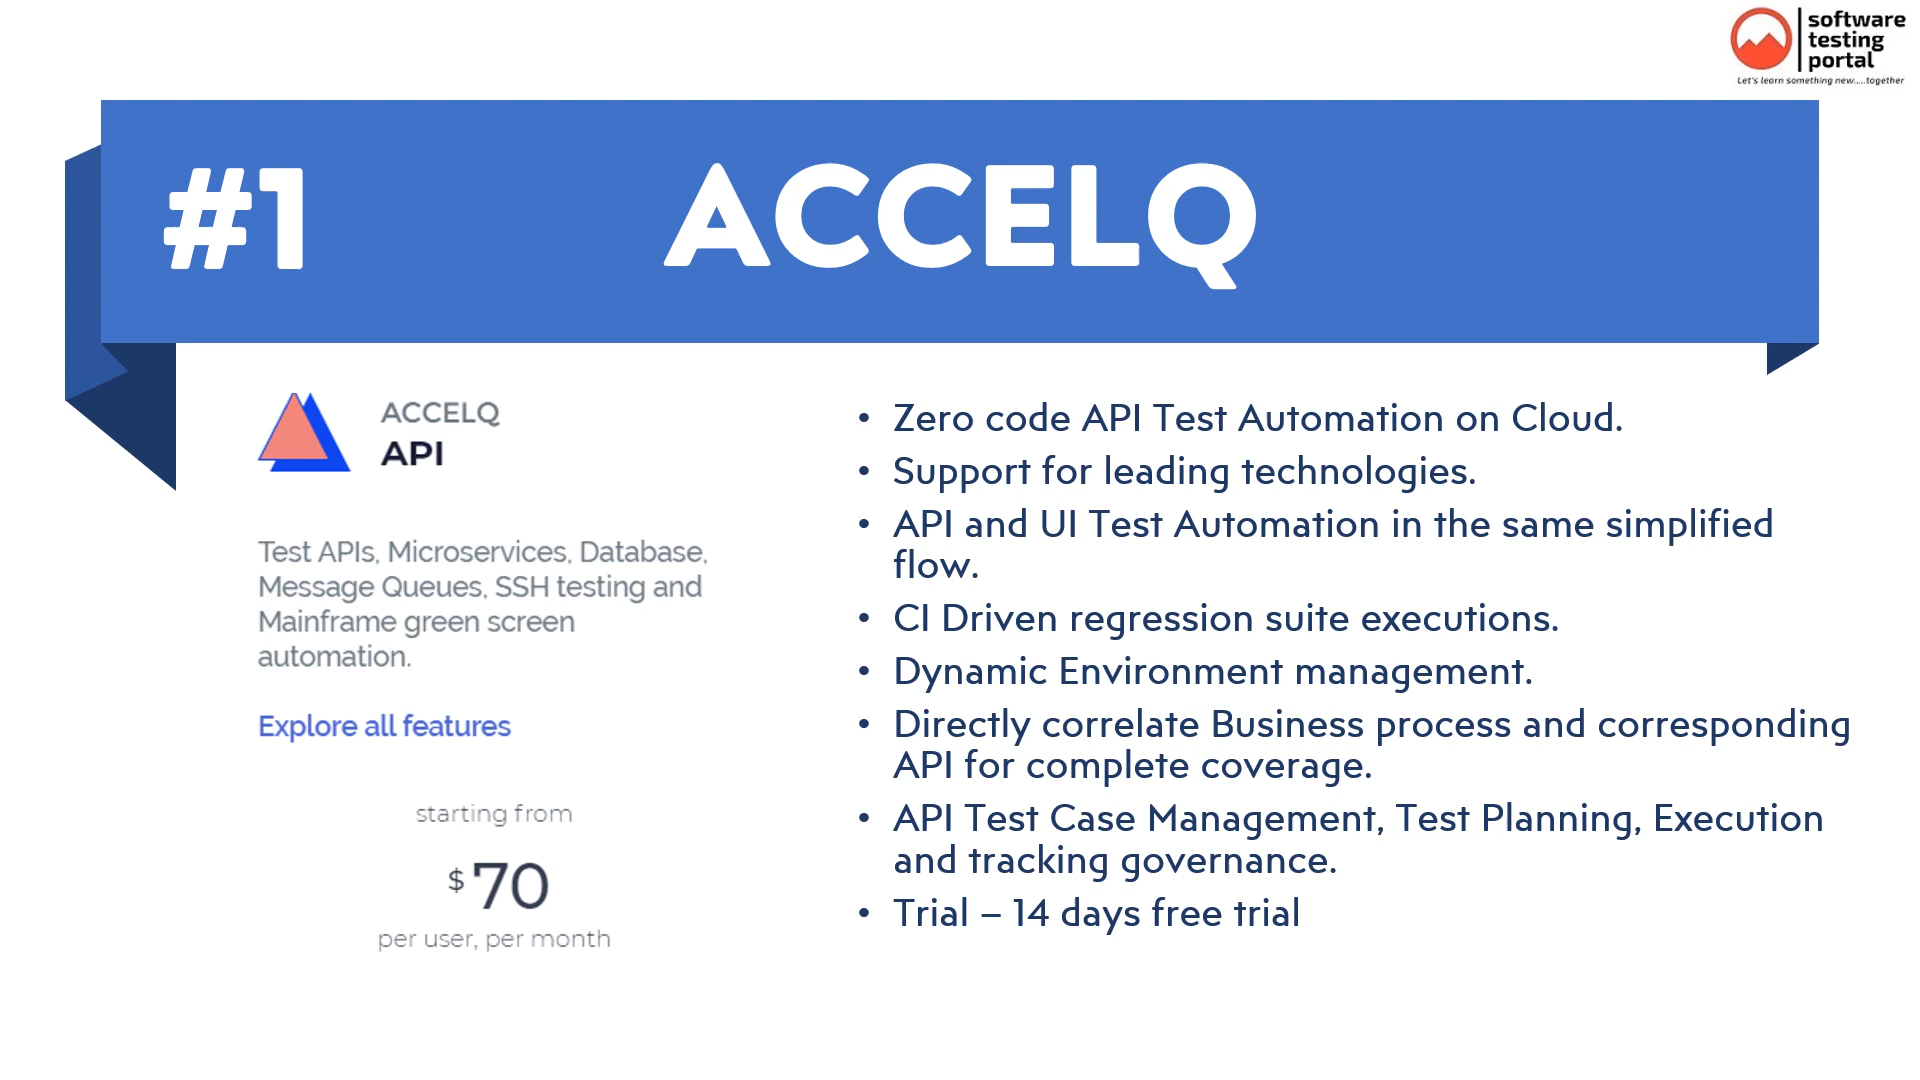 software
testing
portal
Let's learn something new.....together
#1 ACCELQ
ACCELQ
API
Test APIs, Microservices, Database,
Message Queues, SSH testing and
Mainframe green screen
automation.
Explore all features
starting from
$70
per user, per month
• Zero code API Test Automation on Cloud.
• Support for leading technologies.
• API and UI Test Automation in the same simplified
flow.
• CI Driven regression suite executions.
• Dynamic Environment management.
• Directly correlate Business process and corresponding
API for complete coverage.
• API Test Case Management, Test Planning, Execution
and tracking governance.
• Trial – 14 days free trial